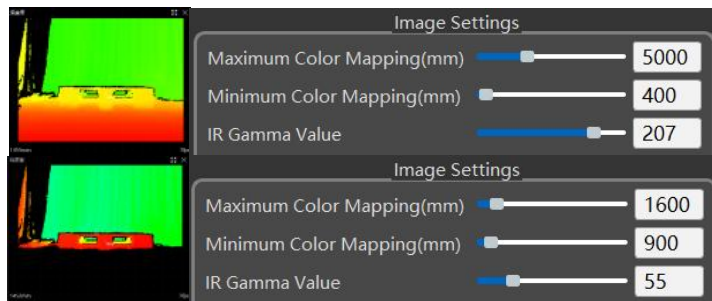 Image Settings
Maximum Color Mapping(mm) 5000
Minimum Color Mapping(mm) 400
IR Gamma Value 207
Image Settings
Maximum Color Mapping(mm) 1600
Minimum Color Mapping(mm) 900
IR Gamma Value 55